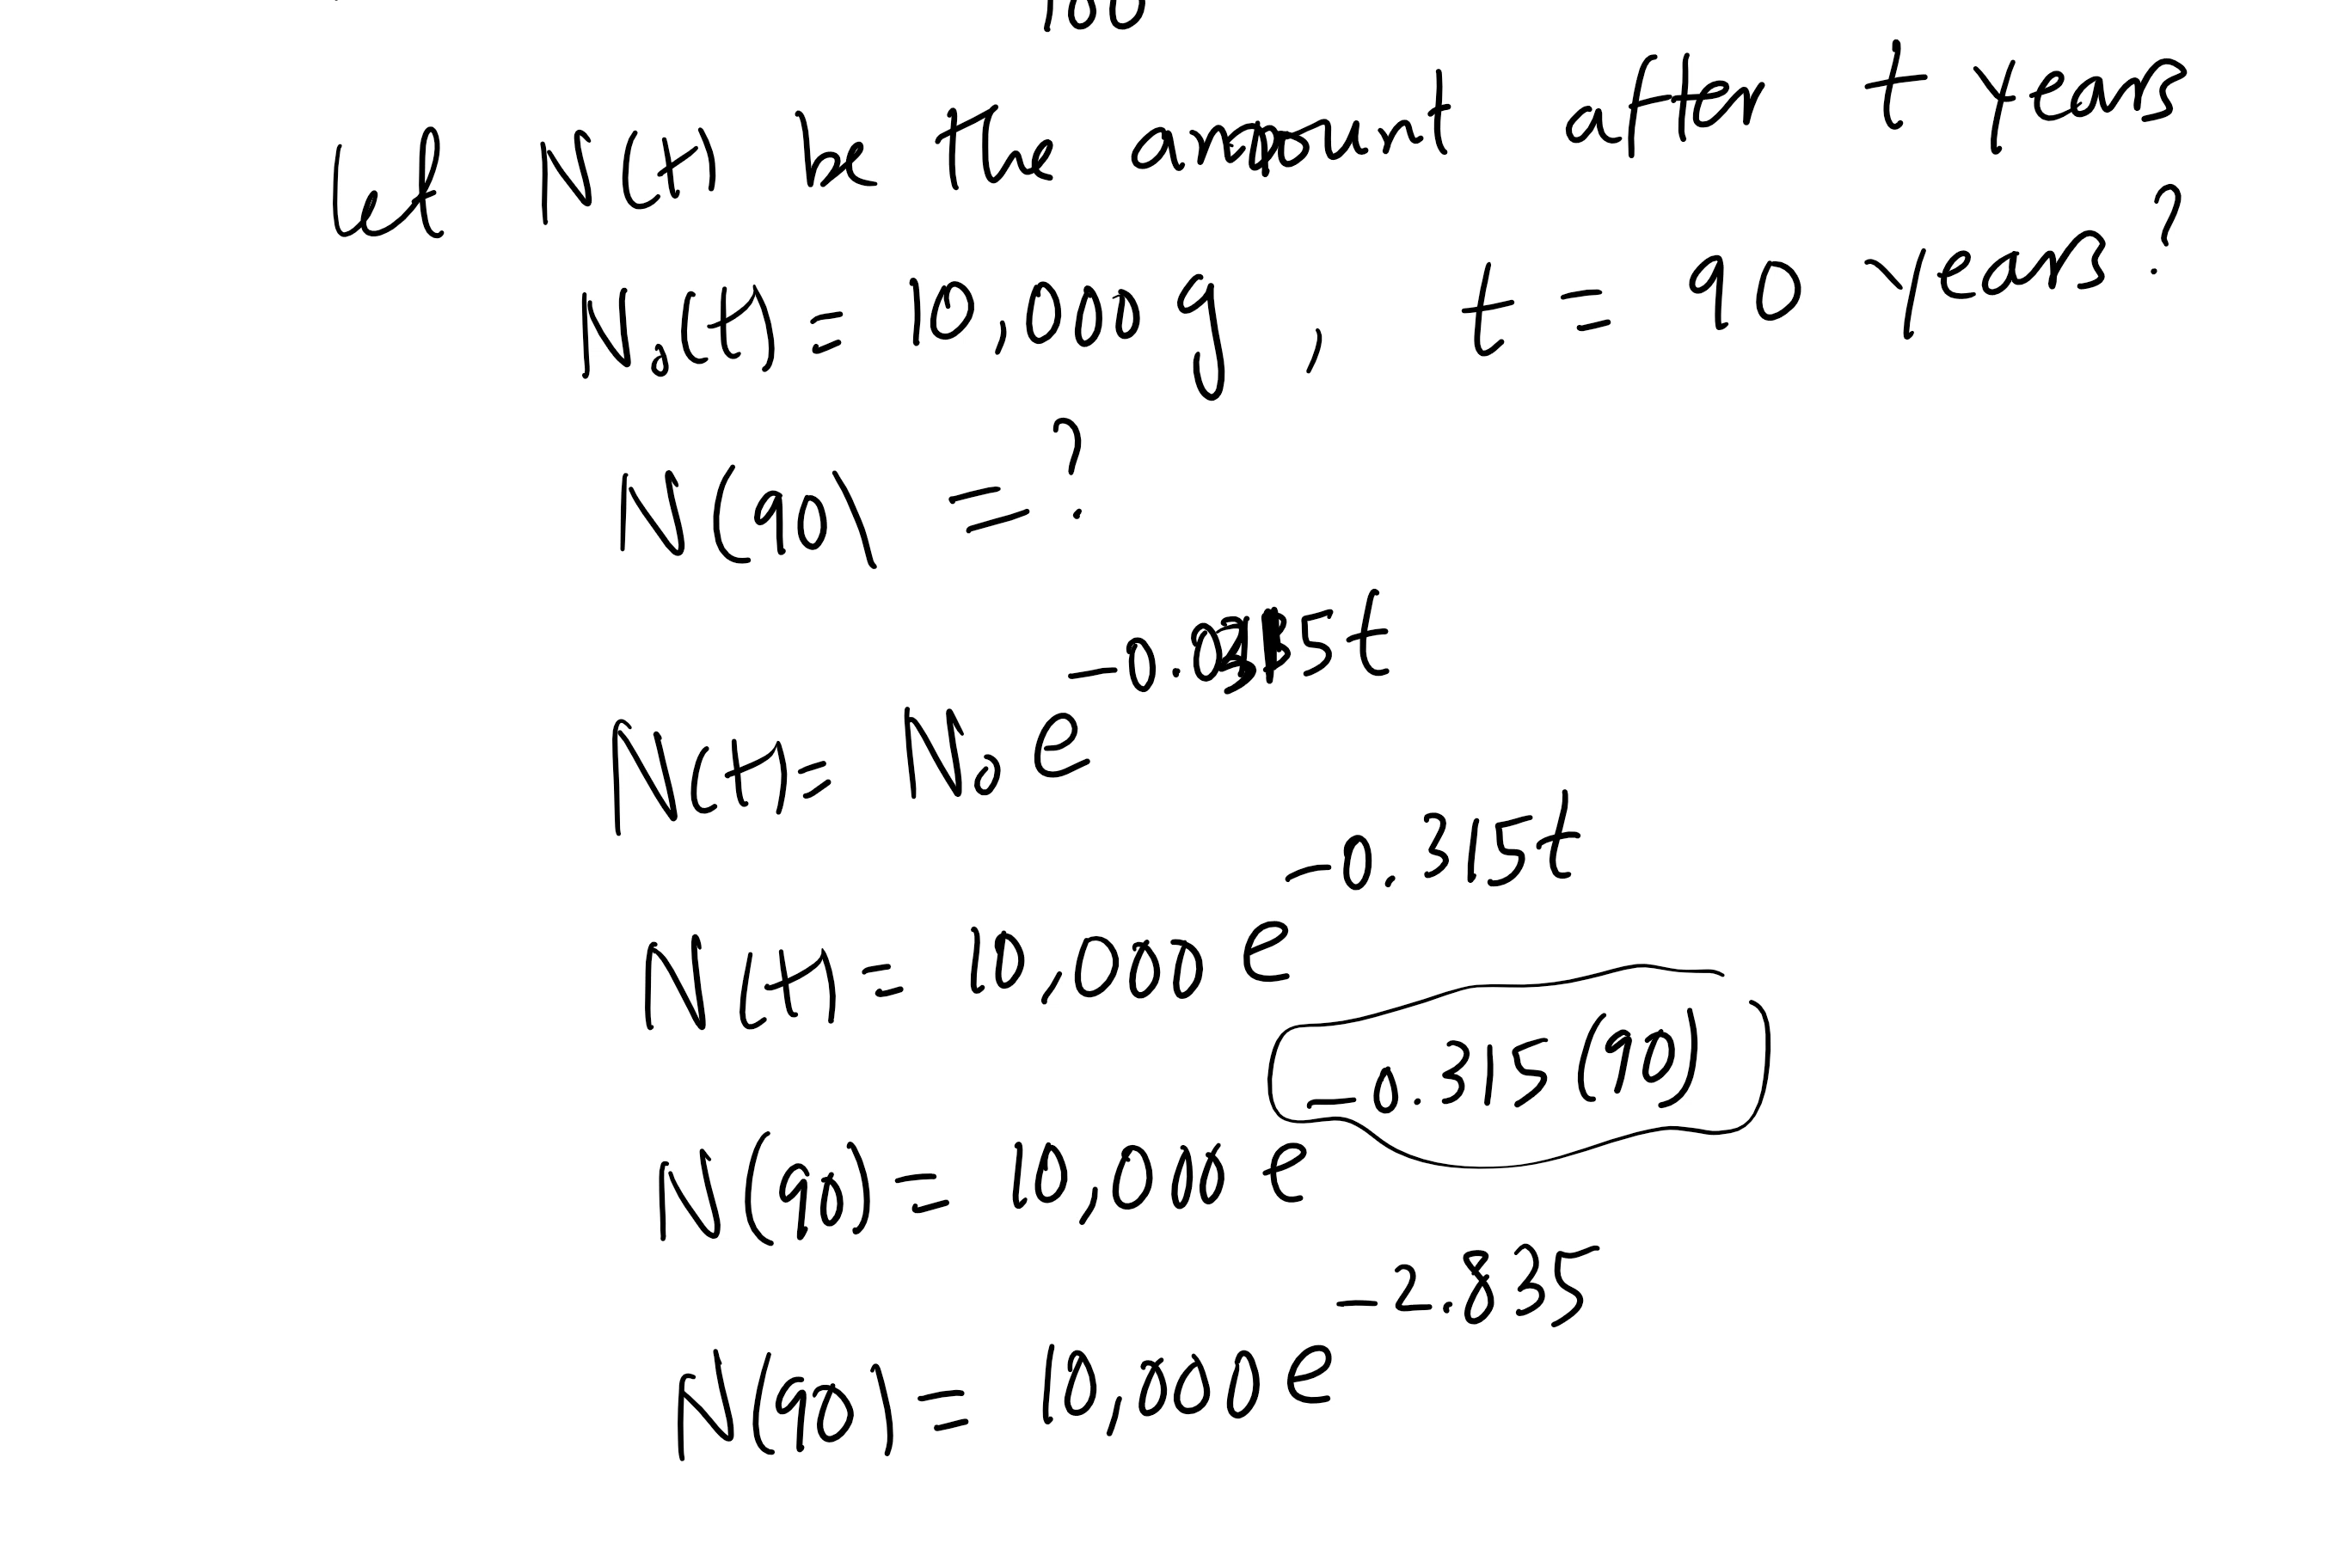 100
let N(t) be the amount after t years
N₀(t) = 10,000 g , t = 90 years?
N(90) = ?
N(t) = N₀ e^{-0.0315t}
N(t) = 10,000 e^{-0.315t}
N(90) = 10,000 e^{-0.315(90)}
N(90) = 10,000 e^{-2.835}